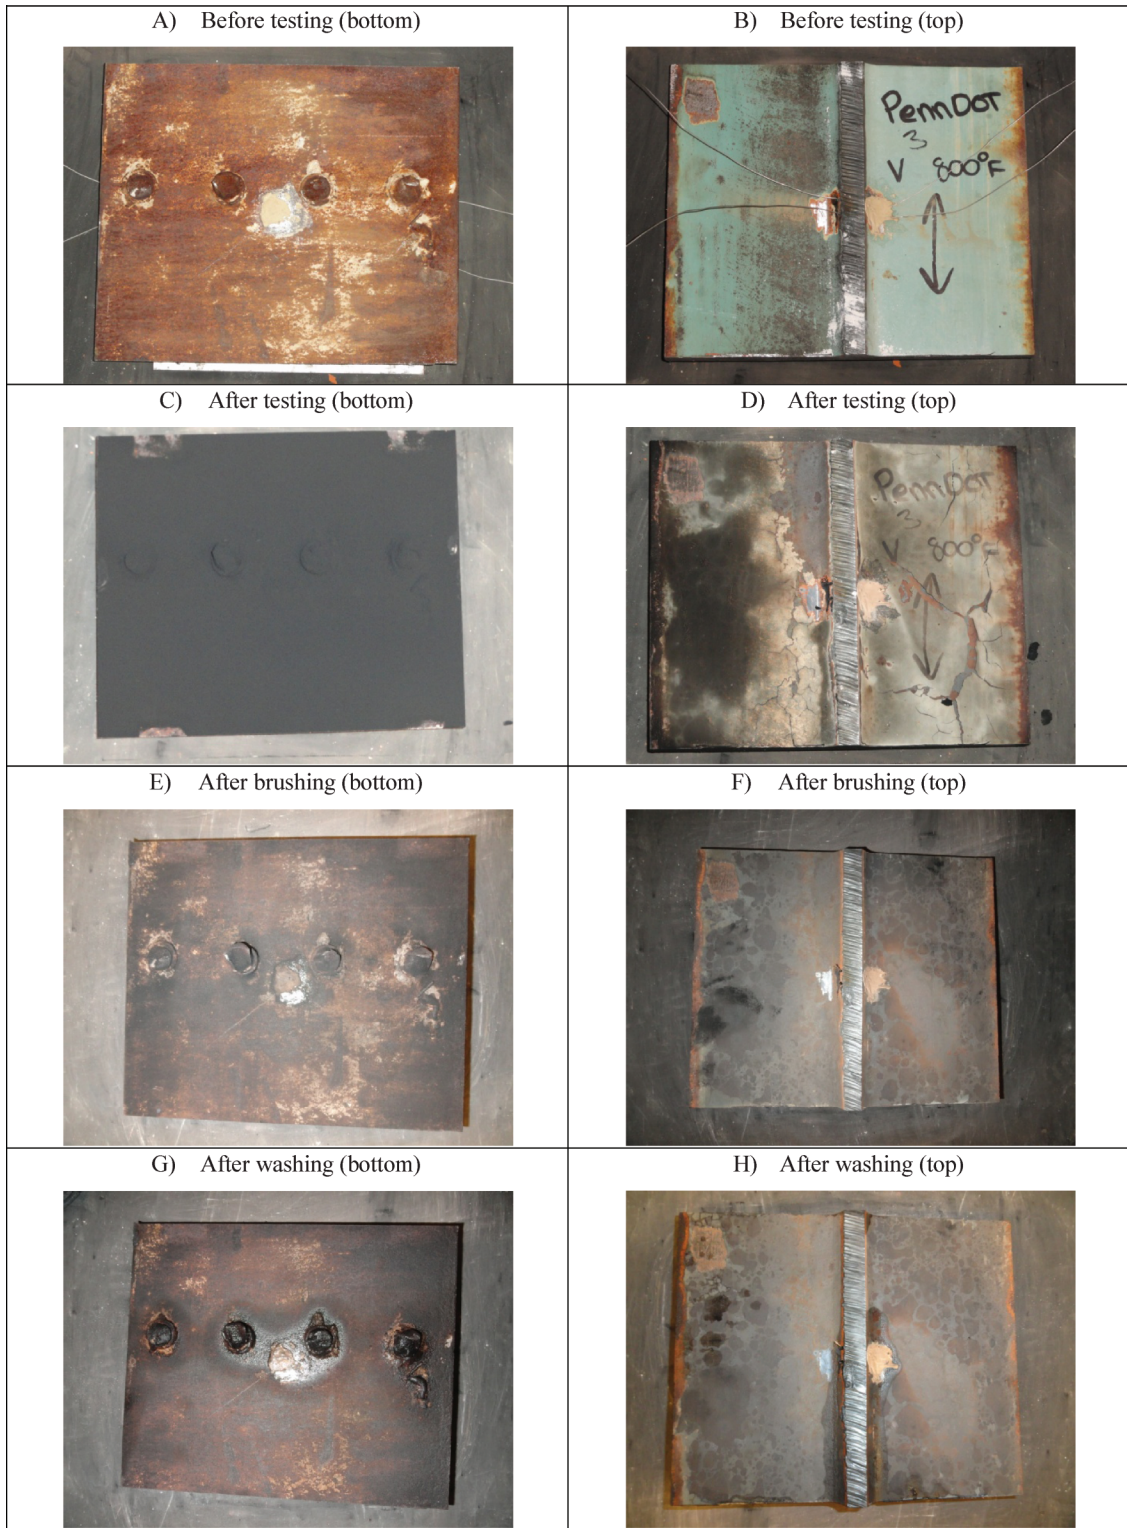 A) Before testing (bottom)
B) Before testing (top)
PennDOT
3
V 800°F
C) After testing (bottom)
D) After testing (top)
PennDOT
3
V 800°F
E) After brushing (bottom)
F) After brushing (top)
G) After washing (bottom)
H) After washing (top)